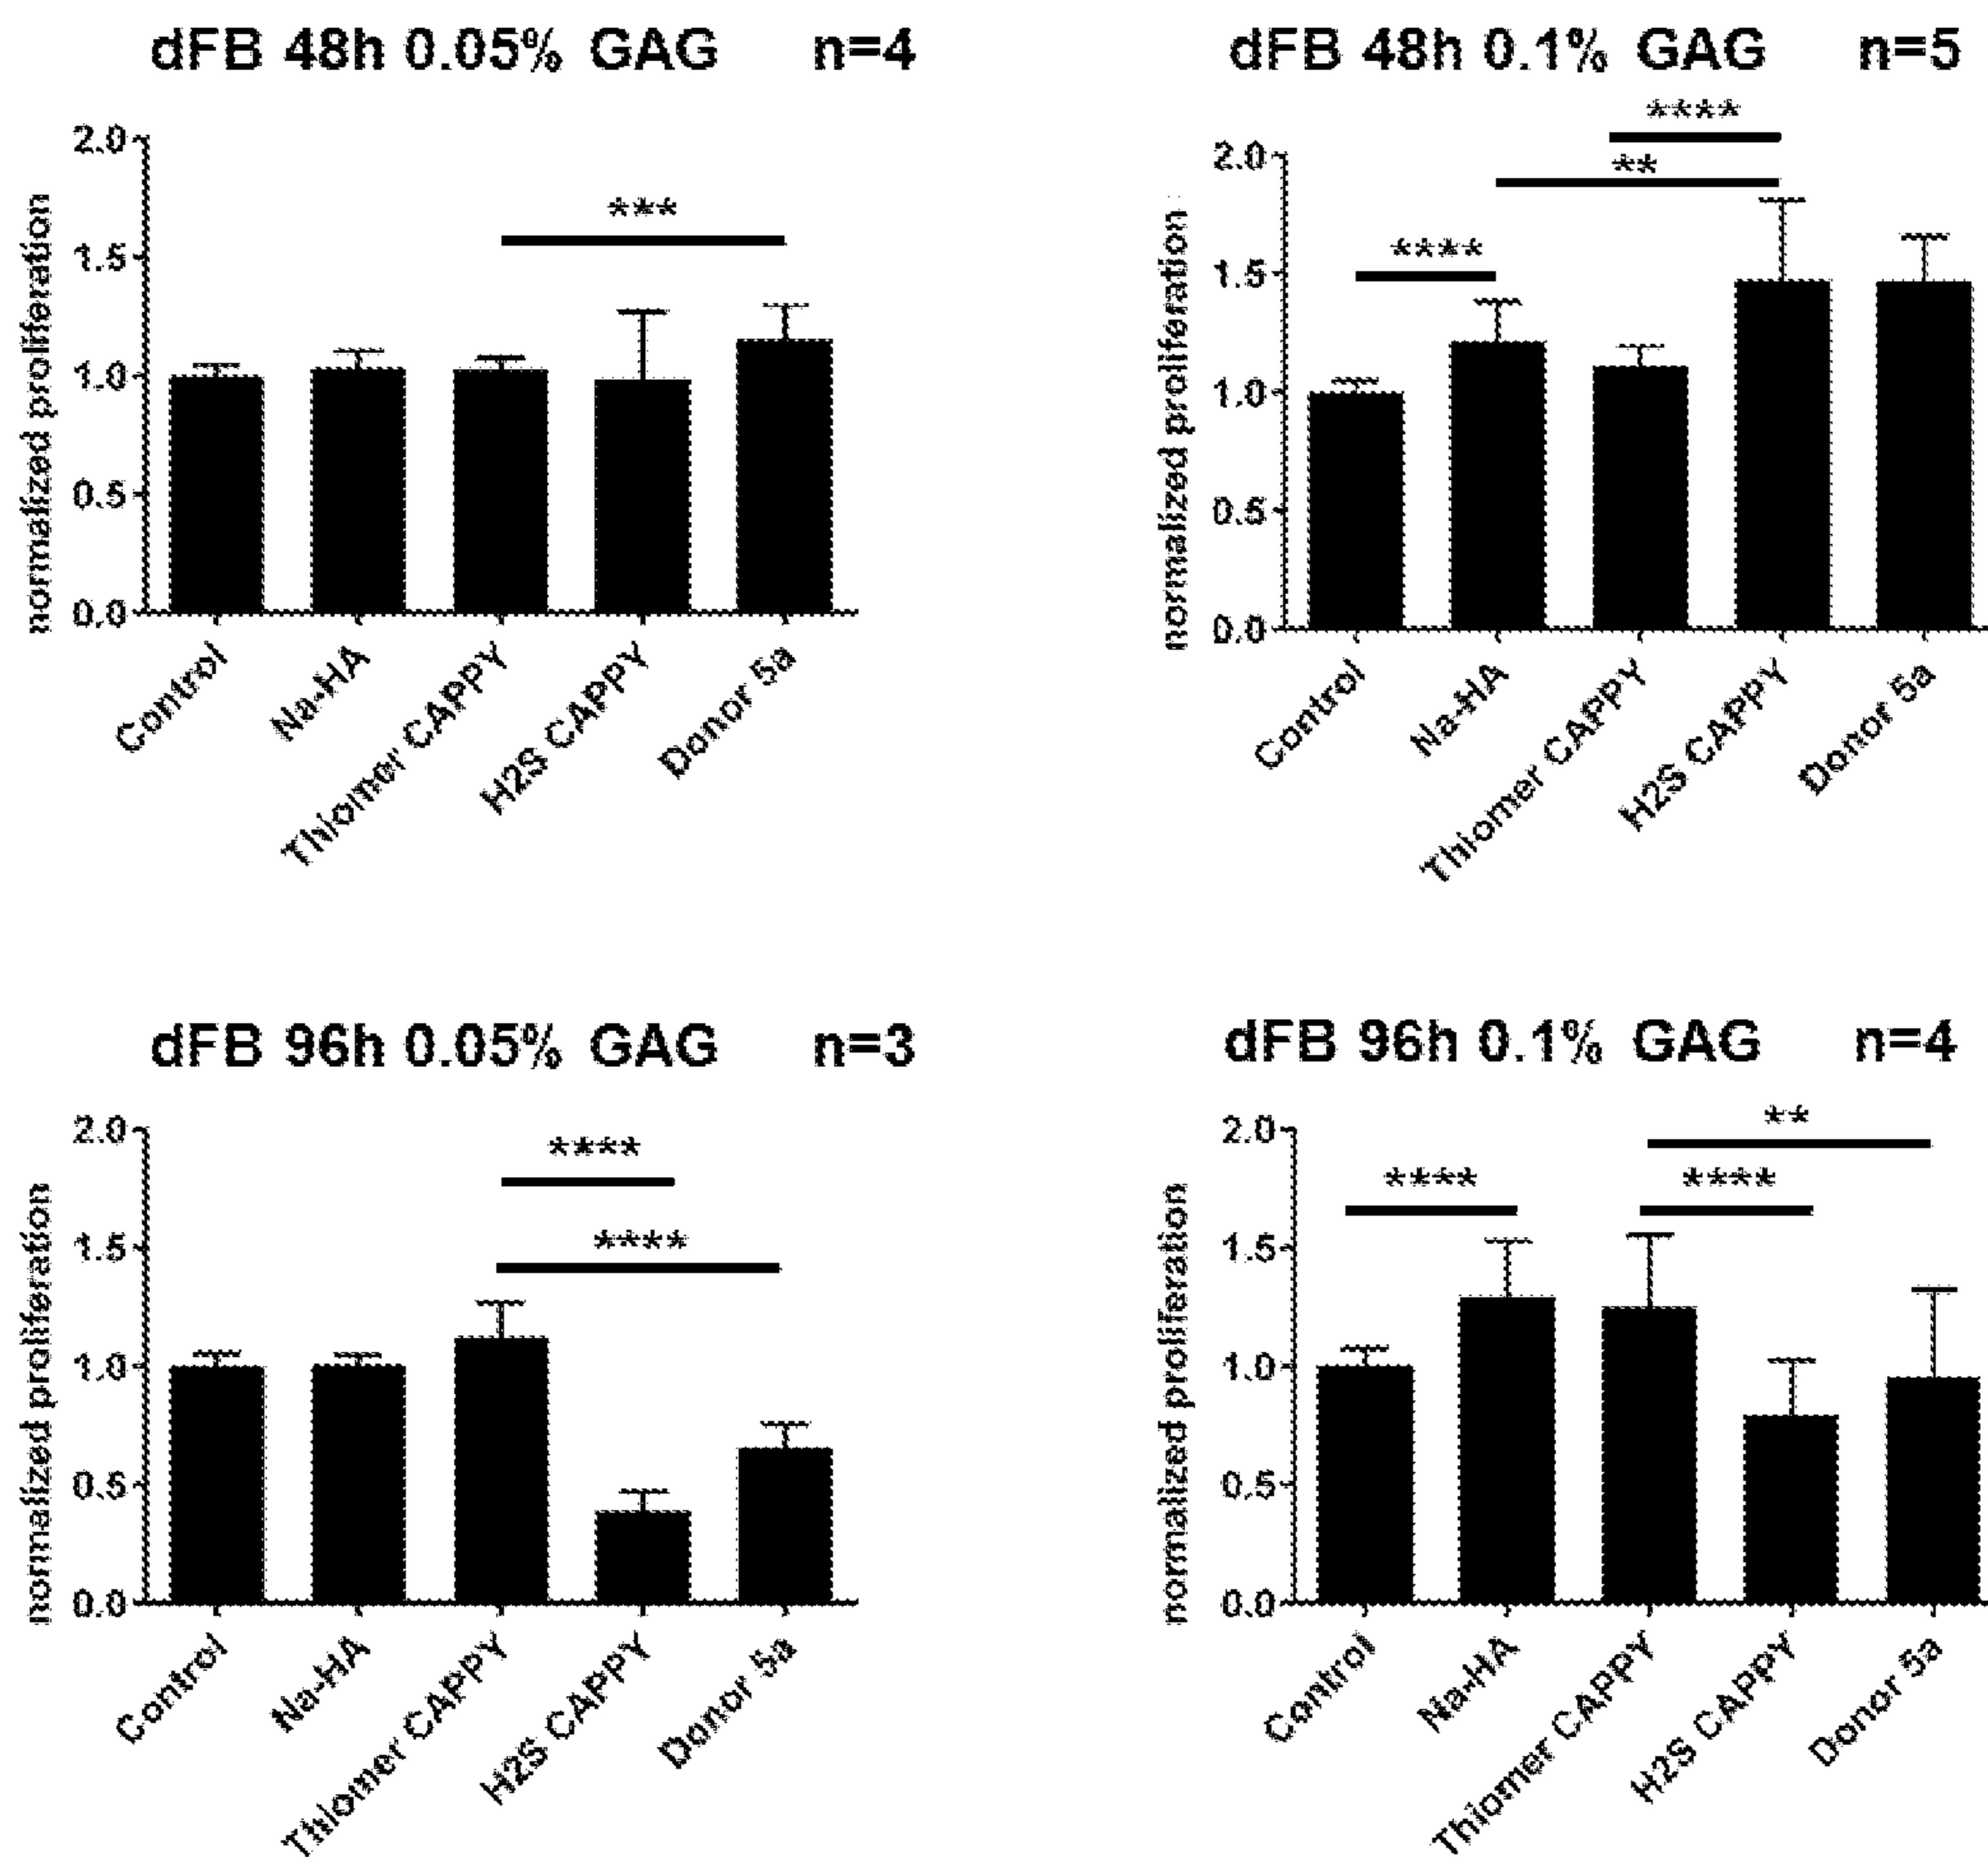 dFB 48h 0.05% GAG n=4
***
normalized proliferation
2.0
1.5
1.0
0.5
0.0
Control
Na-HA
Thiomer CAPPY
H2S CAPPY
Donor 5a
dFB 48h 0.1% GAG n=5
****
**
****
normalized proliferation
2.0
1.5
1.0
0.5
0.0
Control
Na-HA
Thiomer CAPPY
H2S CAPPY
Donor 5a
dFB 96h 0.05% GAG n=3
****
****
normalized proliferation
2.0
1.5
1.0
0.5
0.0
Control
Na-HA
Thiomer CAPPY
H2S CAPPY
Donor 5a
dFB 96h 0.1% GAG n=4
**
****
****
normalized proliferation
2.0
1.5
1.0
0.5
0.0
Control
Na-HA
Thiomer CAPPY
H2S CAPPY
Donor 5a